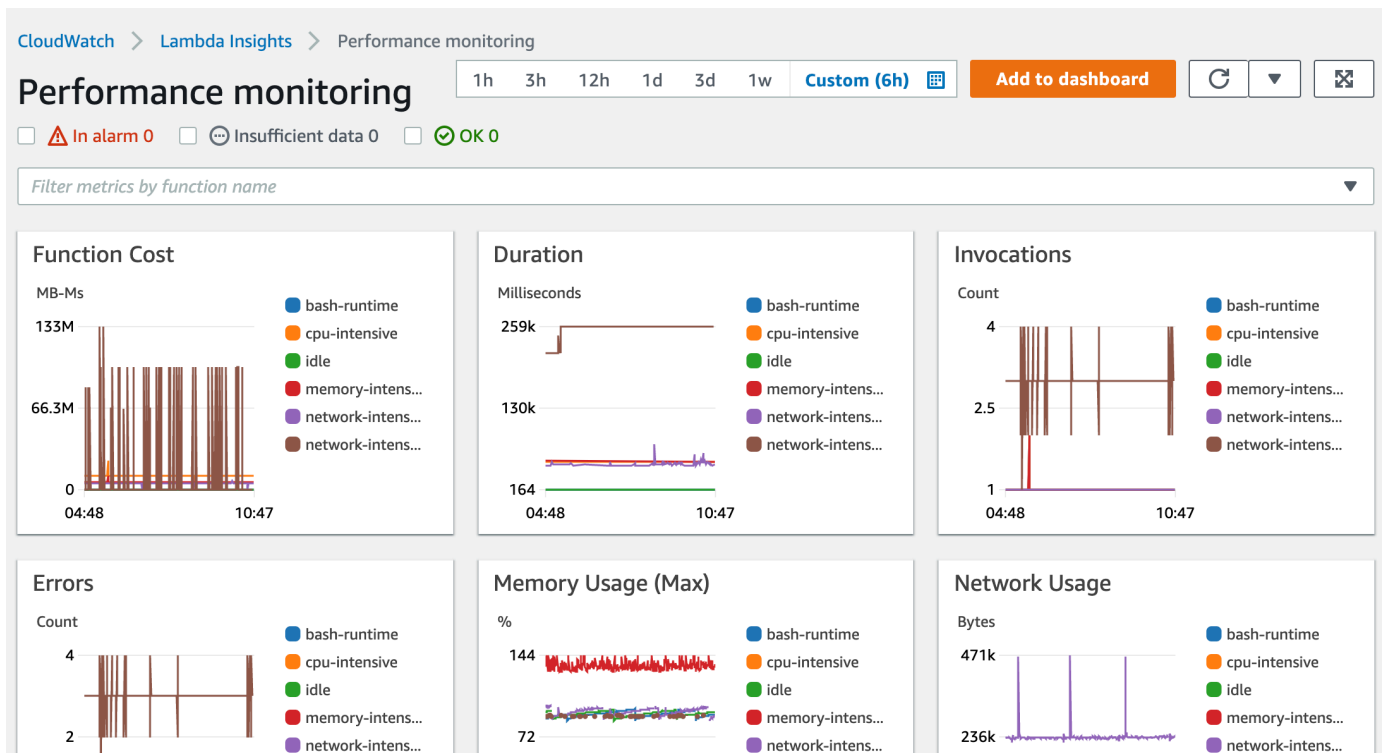 CloudWatch Lambda Insights Performance monitoring
Performance monitoring
1h 3h 12h 1d 3d 1w Custom (6h) Add to dashboard
In alarm 0 Insufficient data 0 OK 0
Filter metrics by function name
Function Cost
MB-Ms
133M
66.3M
0
04:48 10:47
bash-runtime
cpu-intensive
idle
memory-intens...
network-intens...
network-intens...
Duration
Milliseconds
259k
130k
164
04:48 10:47
bash-runtime
cpu-intensive
idle
memory-intens...
network-intens...
network-intens...
Invocations
Count
4
2.5
1
04:48 10:47
bash-runtime
cpu-intensive
idle
memory-intens...
network-intens...
network-intens...
Errors
Count
4
2
bash-runtime
cpu-intensive
idle
memory-intens...
network-intens...
Memory Usage (Max)
%
144
72
bash-runtime
cpu-intensive
idle
memory-intens...
network-intens...
Network Usage
Bytes
471k
236k
bash-runtime
cpu-intensive
idle
memory-intens...
network-intens...